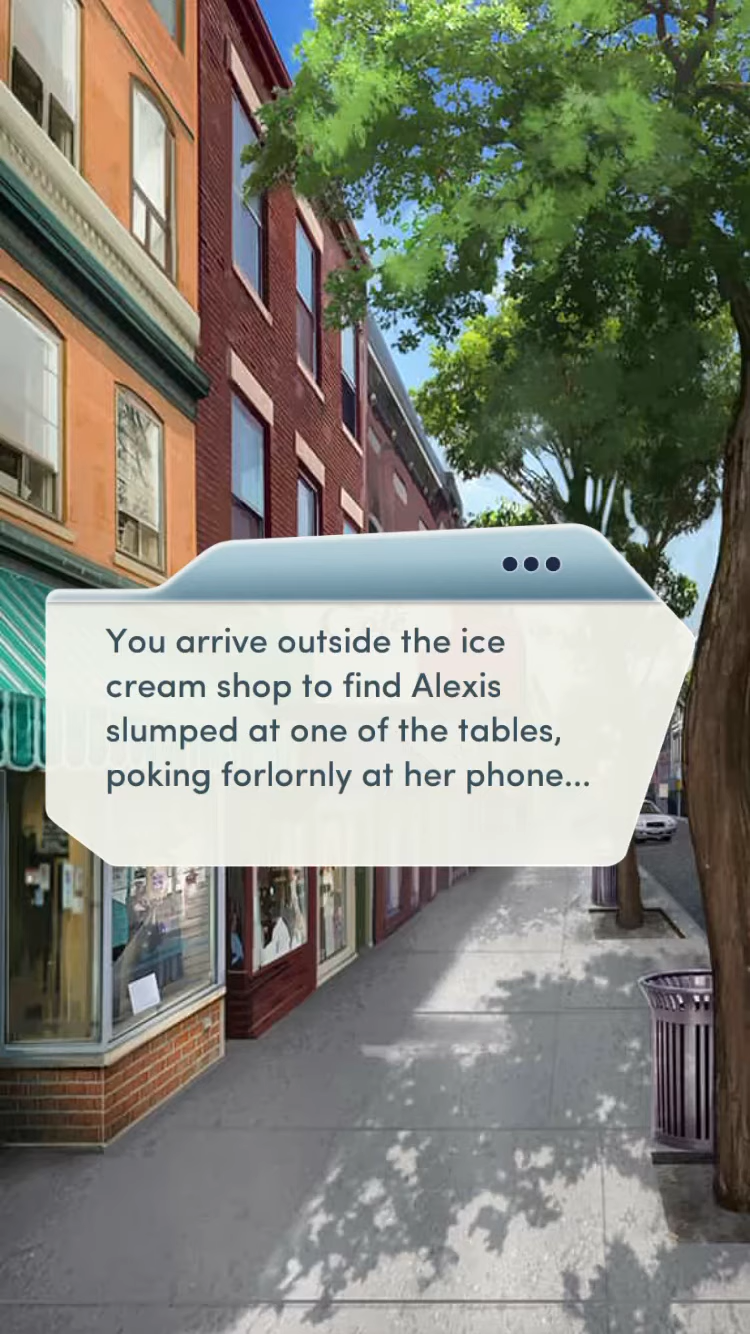 You arrive outside the ice
cream shop to find Alexis
slumped at one of the tables,
poking forlornly at her phone...